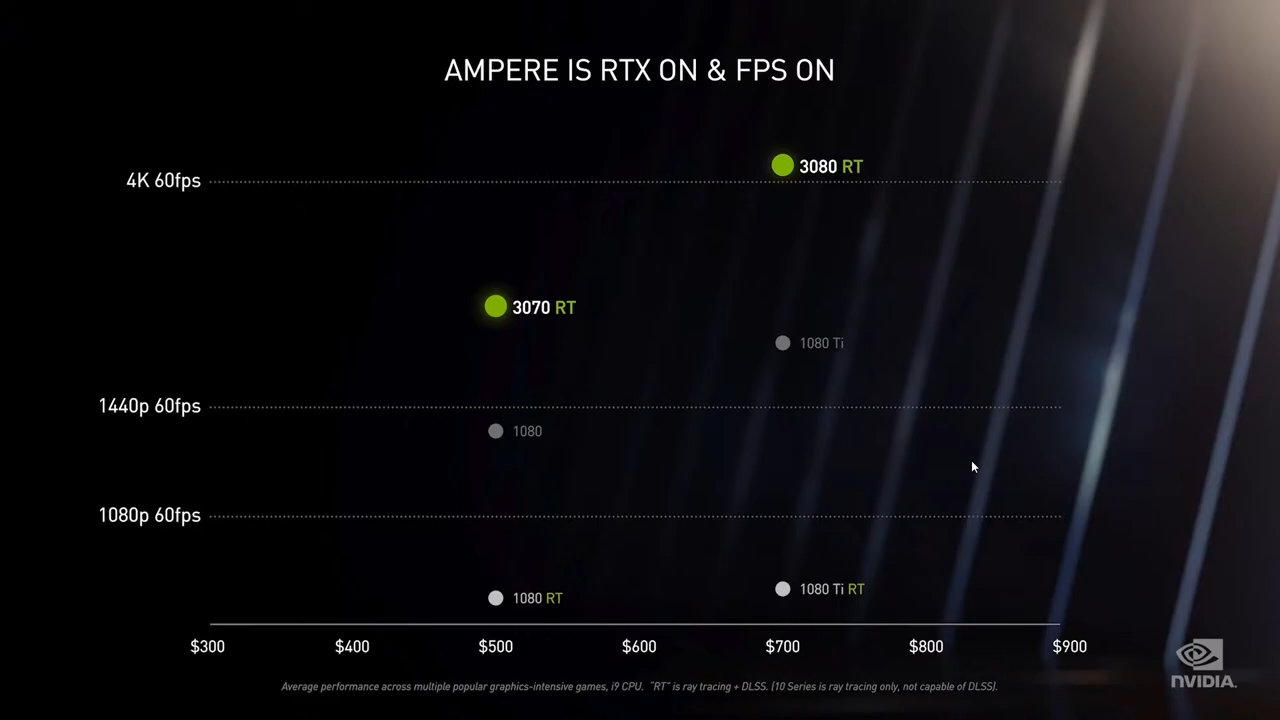 AMPERE IS RTX ON & FPS ON
4K 60fps
3080 RT
3070 RT
1080 Ti
1440p 60fps
1080
1080p 60fps
1080 RT
1080 Ti RT
$300
$400
$500
$600
$700
$800
$900
Average performance across multiple popular graphics-intensive games, i9 CPU. "RT" is ray tracing + DLSS. (10 Series is ray tracing only, not capable of DLSS).
NVIDIA.